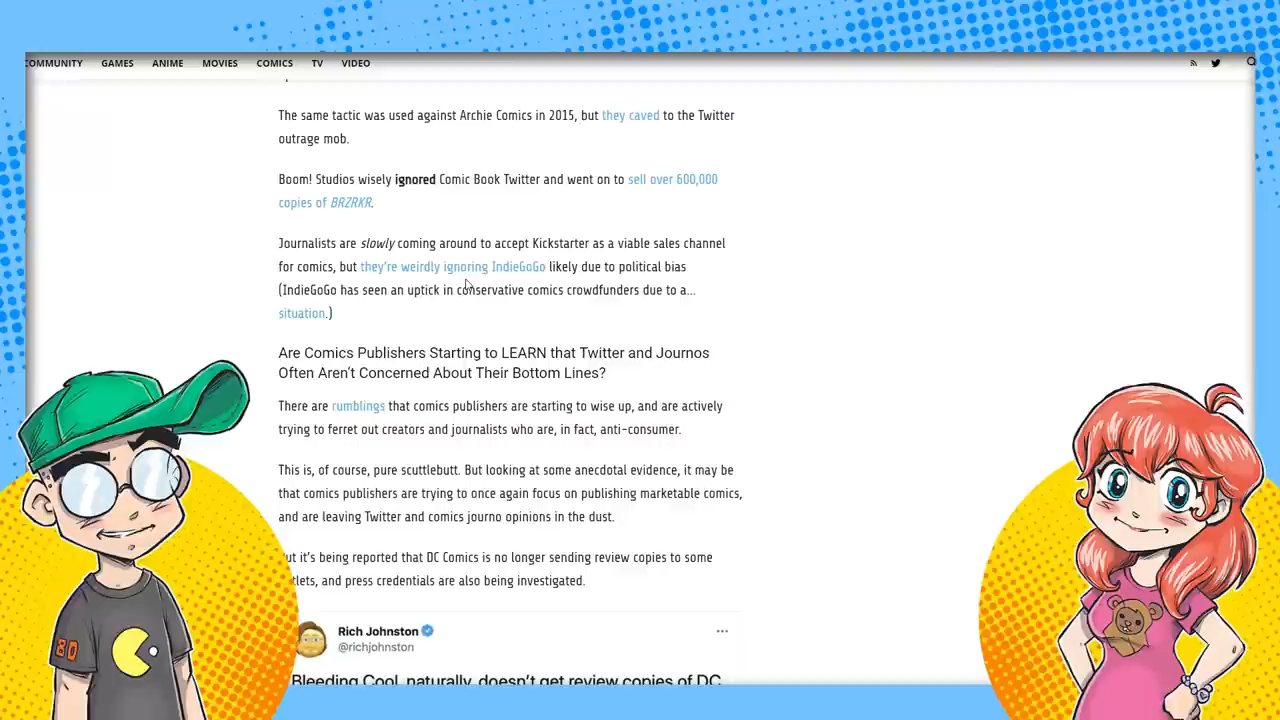 COMMUNITY GAMES ANIME MOVIES COMICS TV VIDEO
The same tactic was used against Archie Comics in 2015, but they caved to the Twitter
outrage mob.
Boom! Studios wisely ignored Comic Book Twitter and went on to sell over 600,000
copies of BRZRKR.
Journalists are slowly coming around to accept Kickstarter as a viable sales channel
for comics, but they're weirdly ignoring IndieGoGo likely due to political bias
(IndieGoGo has seen an uptick in conservative comics crowdfunders due to a...
situation.)
Are Comics Publishers Starting to LEARN that Twitter and Journos
Often Aren't Concerned About Their Bottom Lines?
There are rumblings that comics publishers are starting to wise up, and are actively
trying to ferret out creators and journalists who are, in fact, anti-consumer.
This is, of course, pure scuttlebutt. But looking at some anecdotal evidence, it may be
that comics publishers are trying to once again focus on publishing marketable comics,
and are leaving Twitter and comics journo opinions in the dust.
ut it's being reported that DC Comics is no longer sending review copies to some
tlets, and press credentials are also being investigated.
Rich Johnston
@richjohnston
Bleeding Cool, naturally, doesn't get review copies of DC
80